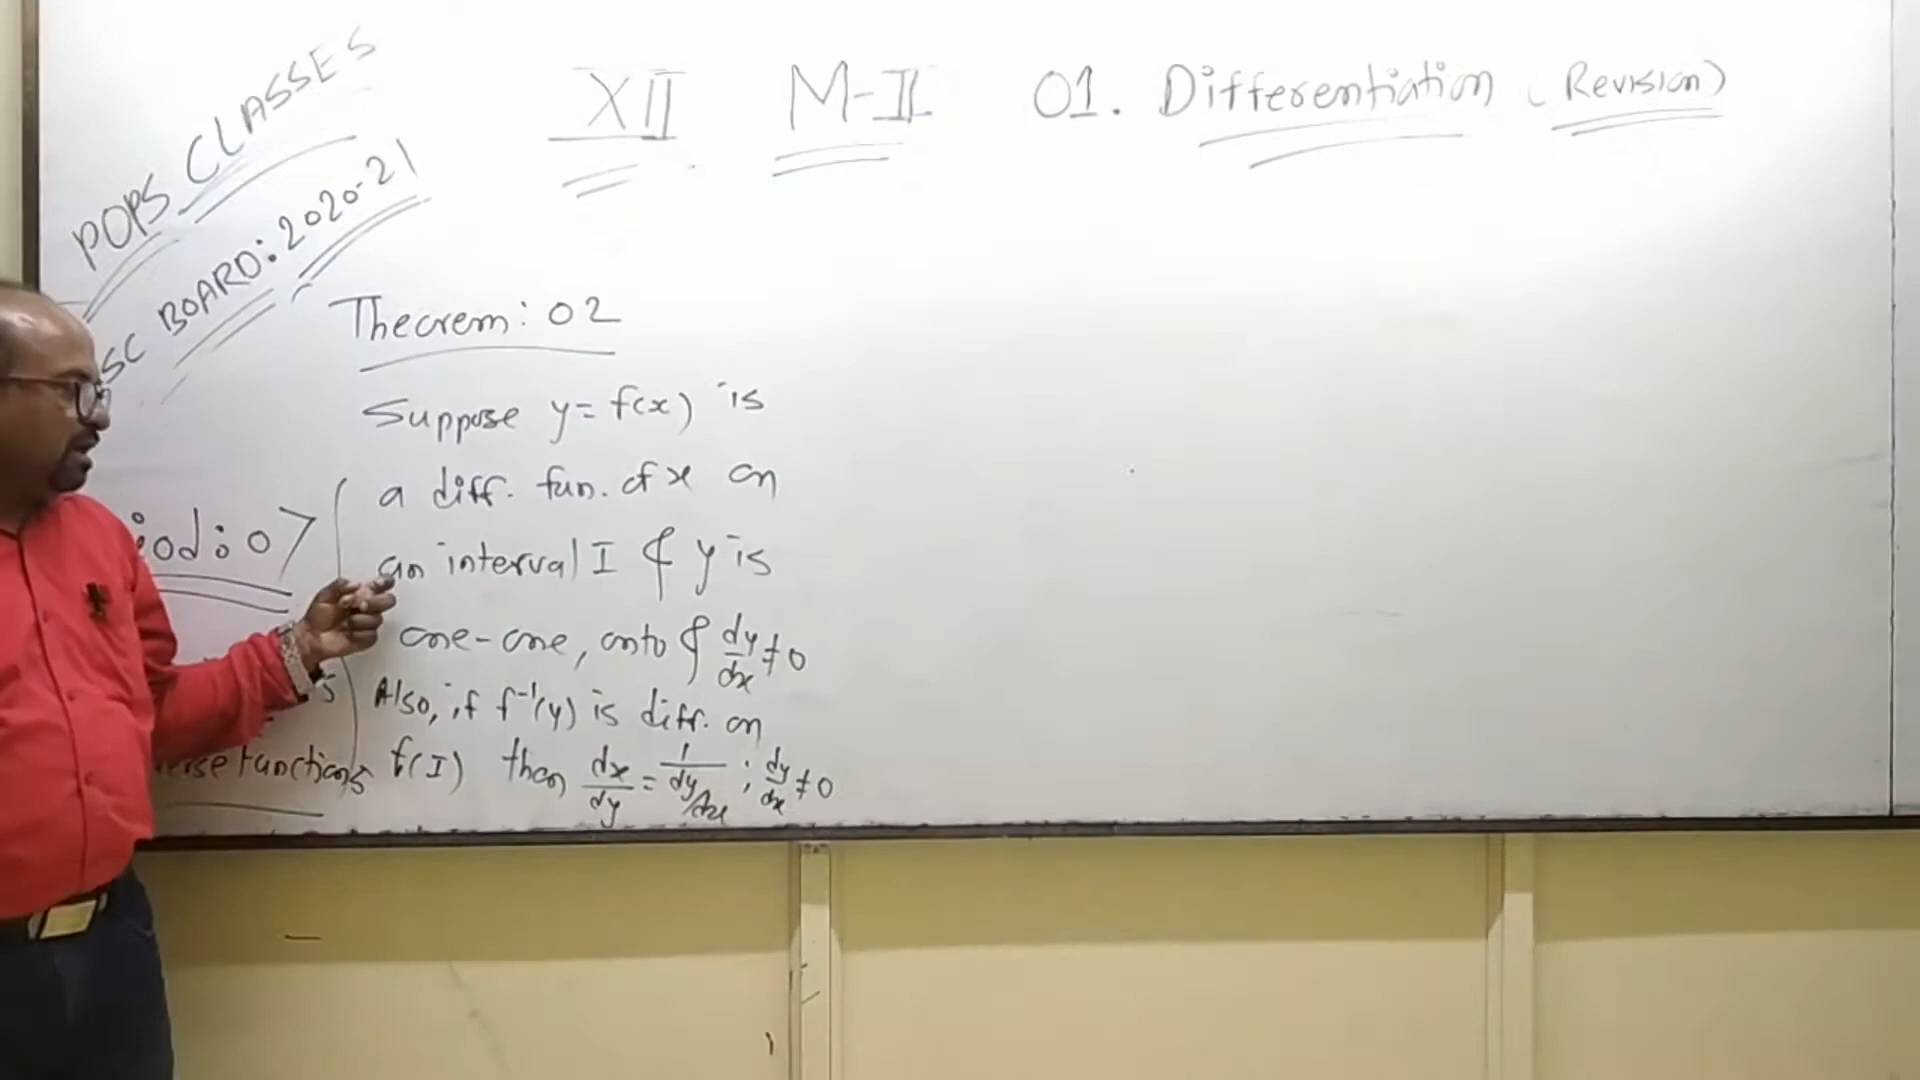 XII M-II 01. Differentiation (Revision)
POPS CLASSES
SC BOARD: 2020-21
iod: 07
Functions
Theorem: 02
Suppose y = f(x) is
a diff. fun. of x on
an interval I & y is
one-one, onto & dy/dx ≠ 0
Also, if f⁻¹(y) is diff. on
f(I) then dx/dy = 1/(dy/dx) ; dy/dx ≠ 0